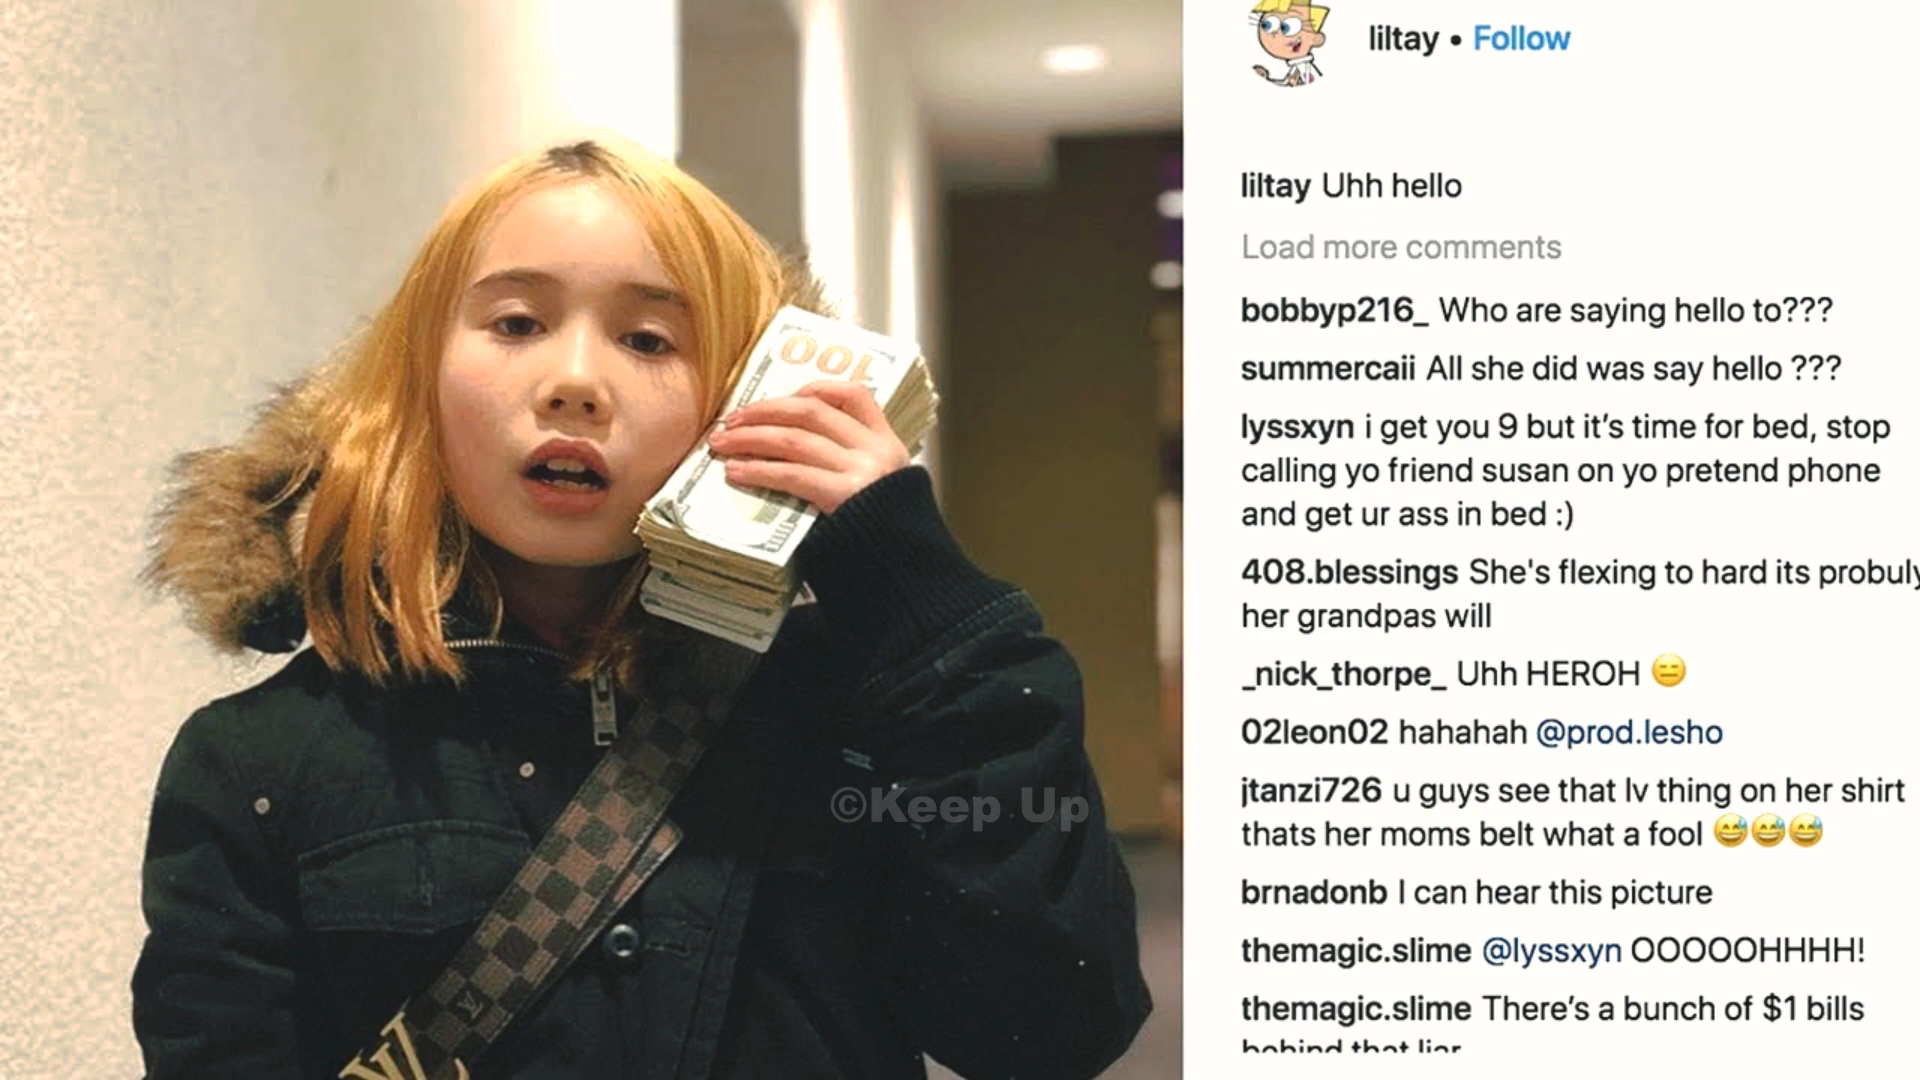 liltay • Follow
liltay Uhh hello
Load more comments
bobbyp216_ Who are saying hello to???
summercaii All she did was say hello ???
lyssxyn i get you 9 but it’s time for bed, stop
calling yo friend susan on yo pretend phone
and get ur ass in bed :)
408.blessings She's flexing to hard its probuly
her grandpas will
_nick_thorpe_ Uhh HEROH 😑
02leon02 hahahah @prod.lesho
jtanzi726 u guys see that lv thing on her shirt
thats her moms belt what a fool 😅😅😅
brnadonb I can hear this picture
themagic.slime @lyssxyn OOOOOHHHH!
themagic.slime There’s a bunch of $1 bills
behind that liar
100
©Keep Up
LV